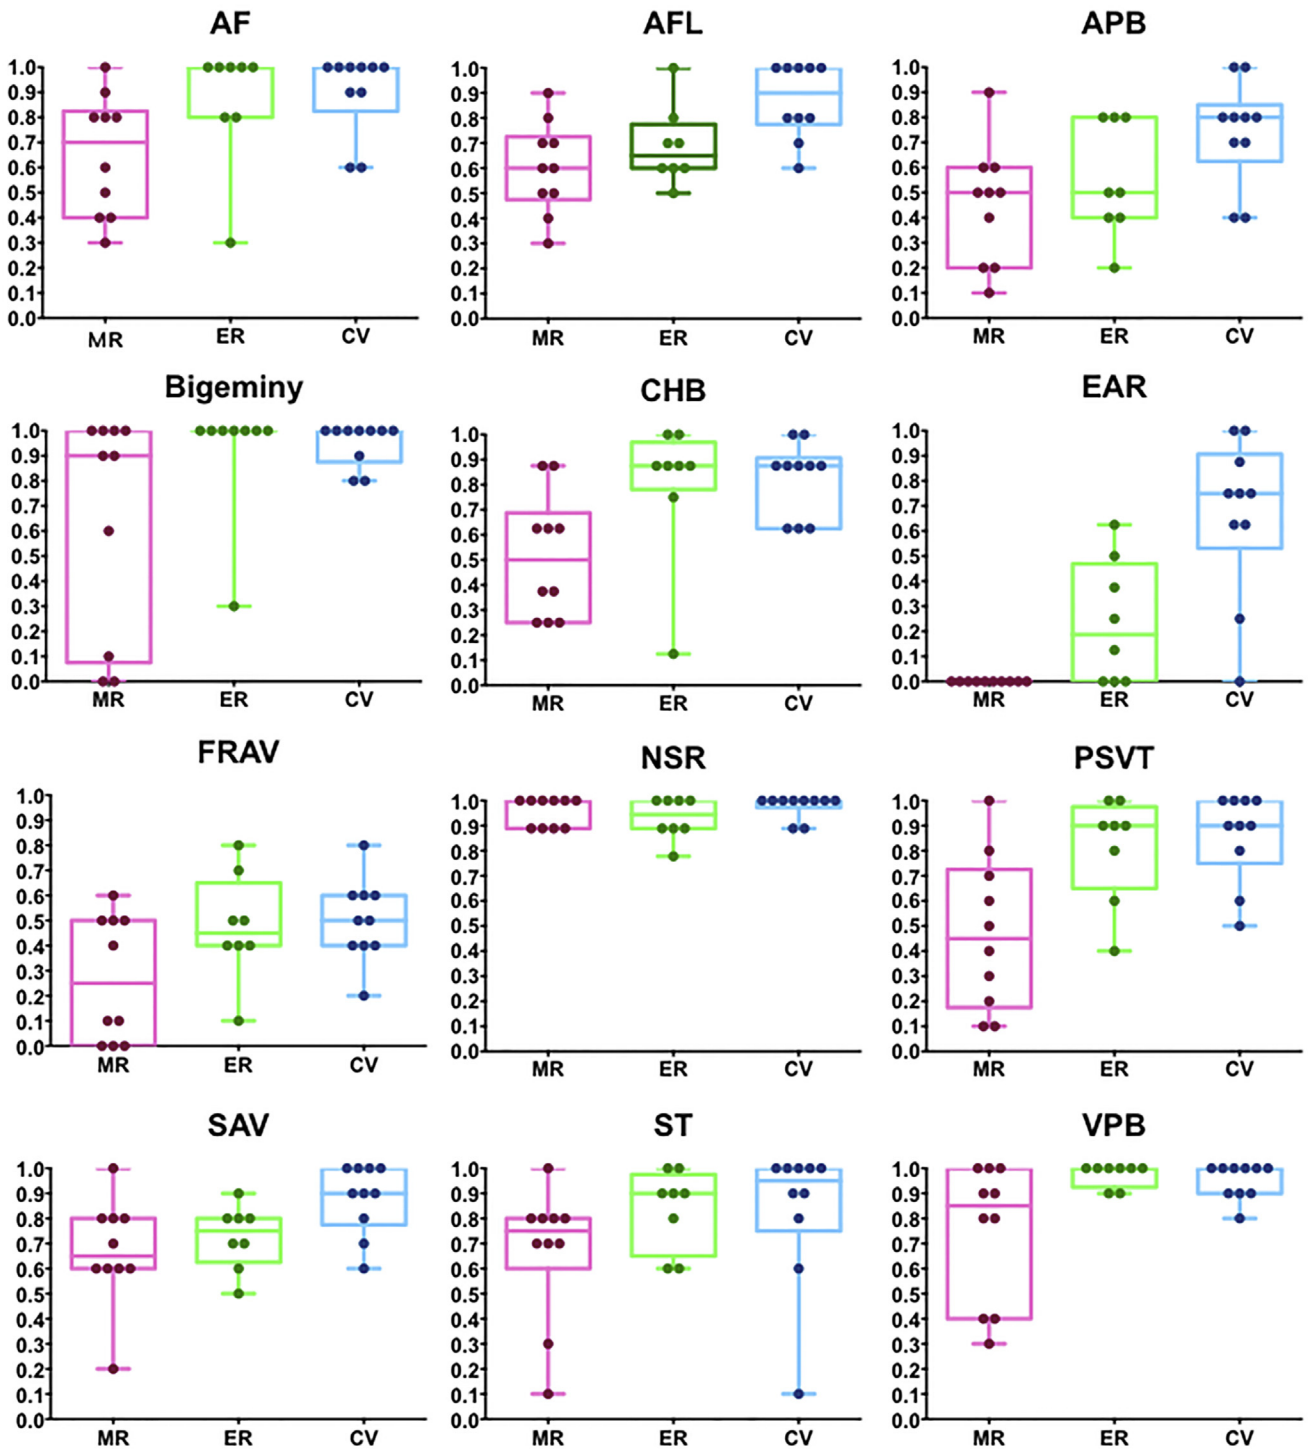 AF AFL APB
1.0 1.0 1.0
0.9 0.9 0.9
0.8 0.8 0.8
0.7 0.7 0.7
0.6 0.6 0.6
0.5 0.5 0.5
0.4 0.4 0.4
0.3 0.3 0.3
0.2 0.2 0.2
0.1 0.1 0.1
0.0 0.0 0.0
MR ER CV MR ER CV MR ER CV
Bigeminy CHB EAR
1.0 1.0 1.0
0.9 0.9 0.9
0.8 0.8 0.8
0.7 0.7 0.7
0.6 0.6 0.6
0.5 0.5 0.5
0.4 0.4 0.4
0.3 0.3 0.3
0.2 0.2 0.2
0.1 0.1 0.1
0.0 0.0 0.0
MR ER CV MR ER CV MR ER CV
FRAV NSR PSVT
1.0 1.0 1.0
0.9 0.9 0.9
0.8 0.8 0.8
0.7 0.7 0.7
0.6 0.6 0.6
0.5 0.5 0.5
0.4 0.4 0.4
0.3 0.3 0.3
0.2 0.2 0.2
0.1 0.1 0.1
0.0 0.0 0.0
MR ER CV MR ER CV MR ER CV
SAV ST VPB
1.0 1.0 1.0
0.9 0.9 0.9
0.8 0.8 0.8
0.7 0.7 0.7
0.6 0.6 0.6
0.5 0.5 0.5
0.4 0.4 0.4
0.3 0.3 0.3
0.2 0.2 0.2
0.1 0.1 0.1
0.0 0.0 0.0
MR ER CV MR ER CV MR ER CV